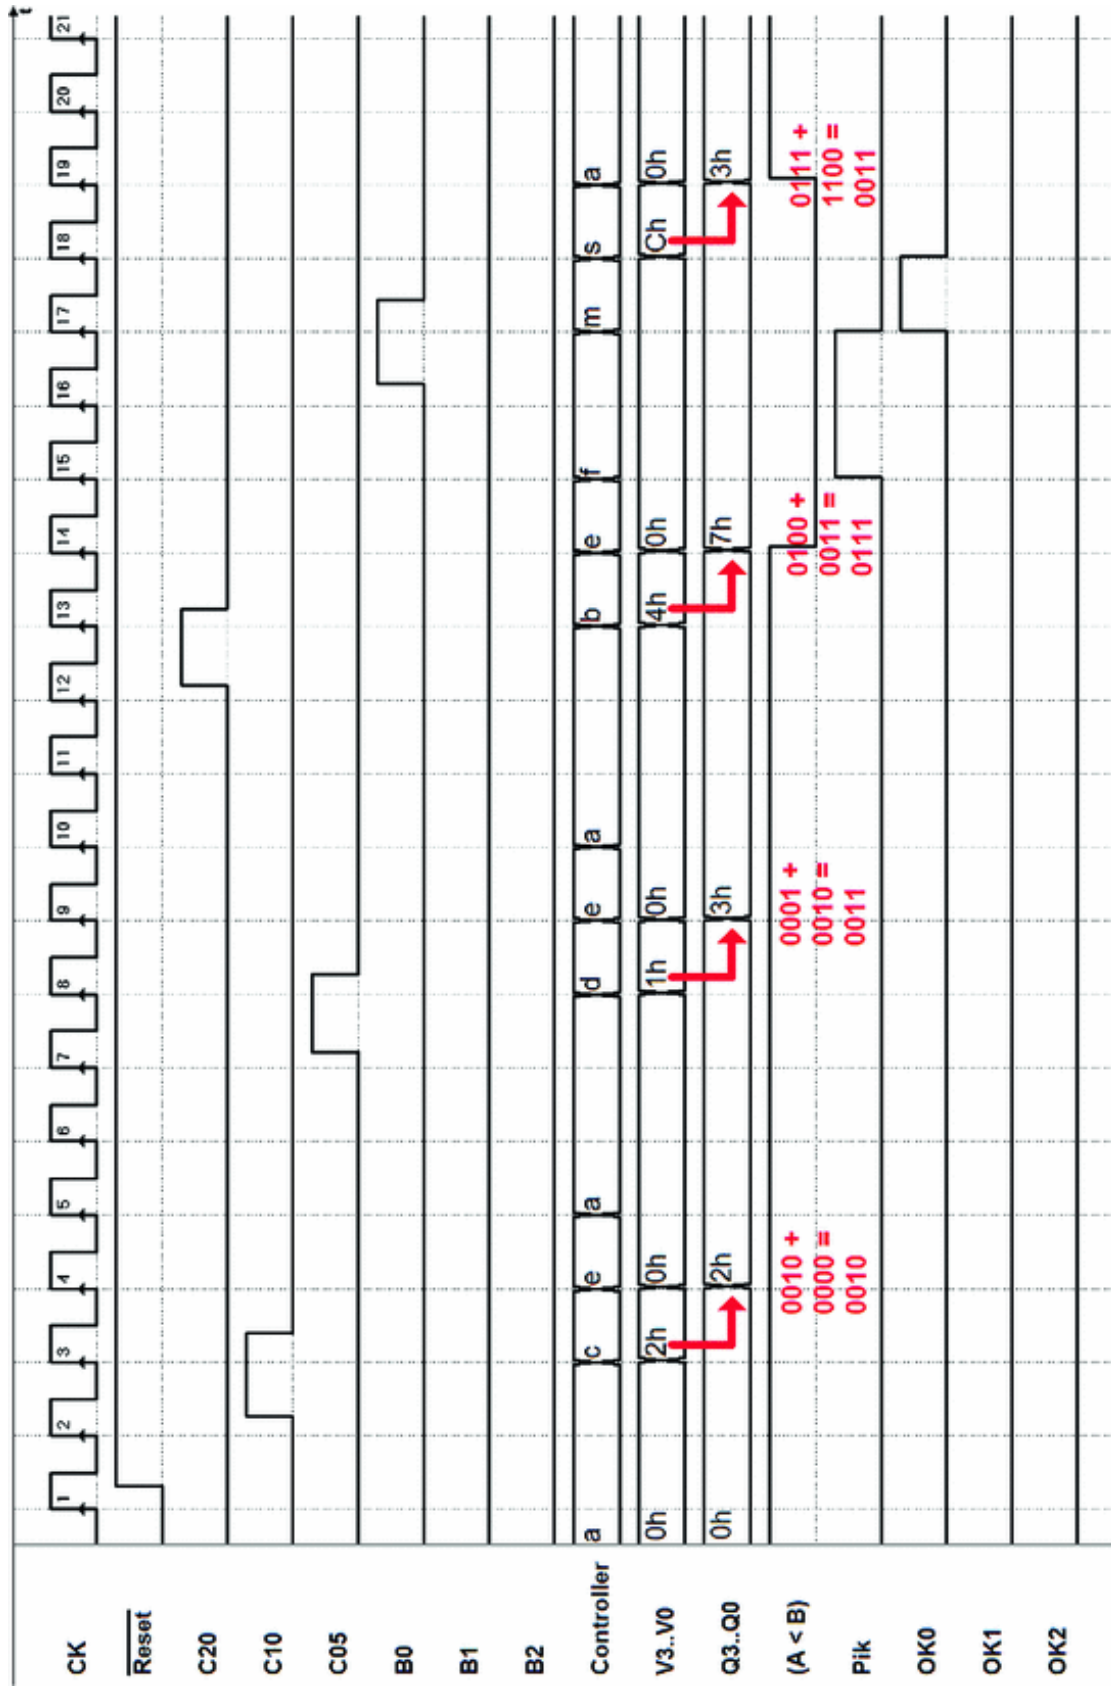 t
CK
1 2 3 4 5 6 7 8 9 10 11 12 13 14 15 16 17 18 19 20 21
Reset
C20
C10
C05
B0
B1
B2
Controller
a c e a d e a b e f m s a
V3..V0
0h 2h 0h 1h 0h 4h 0h Ch 0h
Q3..Q0
0h 2h 3h 7h 3h
(A < B)
Pik
0010 +
0000 =
0010
0001 +
0010 =
0011
0100 +
0011 =
0111
0111 +
1100 =
0011
OK0
OK1
OK2